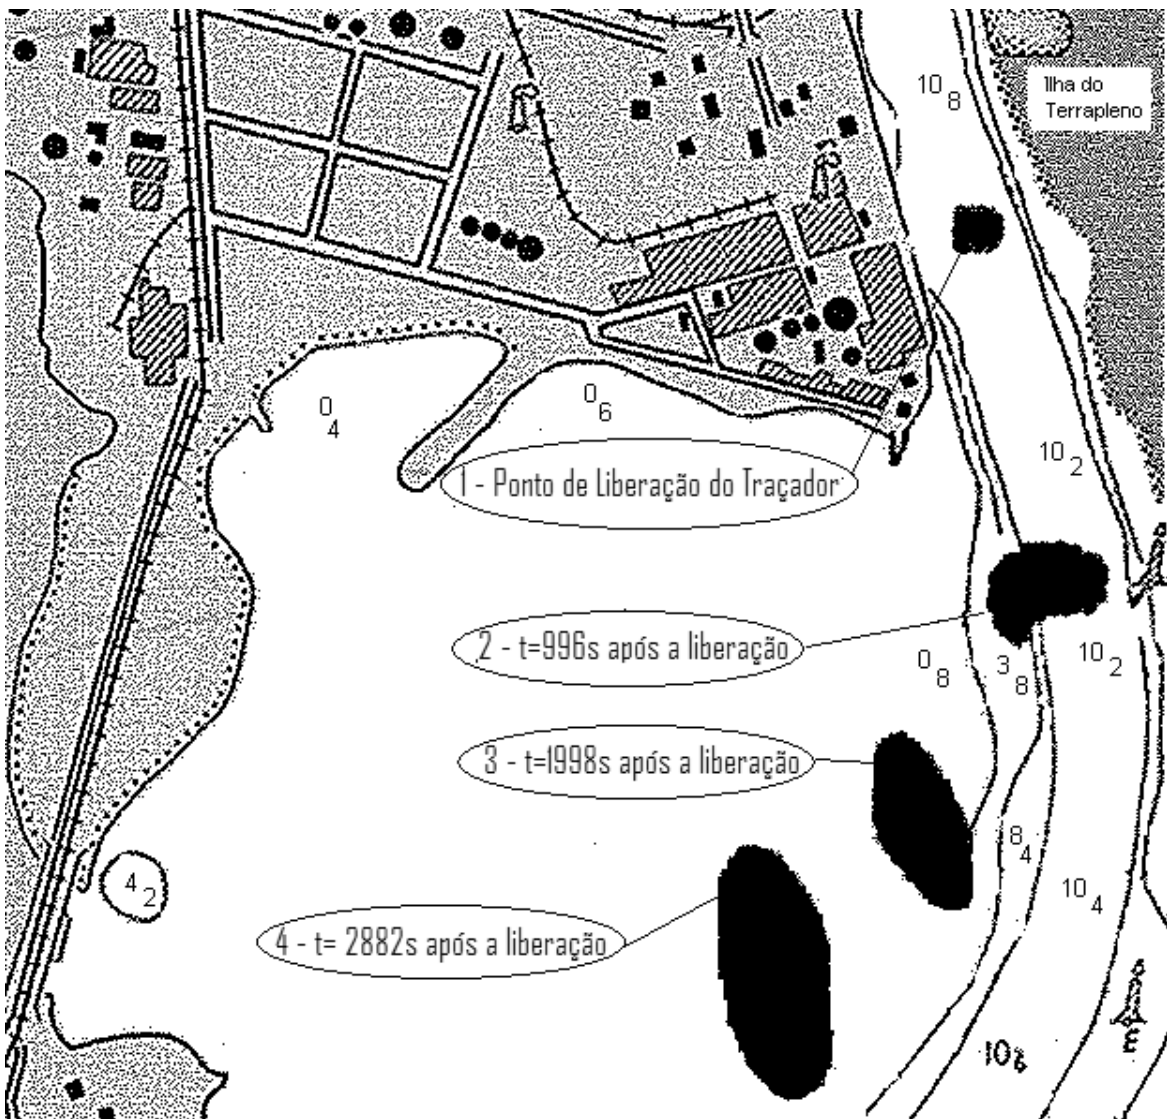 10 8
Ilha do
Terrapleno
0 4
0 6
10 2
1 - Ponto de Liberação do Traçador
2 - t=996s após a liberação
0 8
3 8
10 2
3 - t=1998s após a liberação
8 4
4 2
10 4
4 - t= 2882s após a liberação